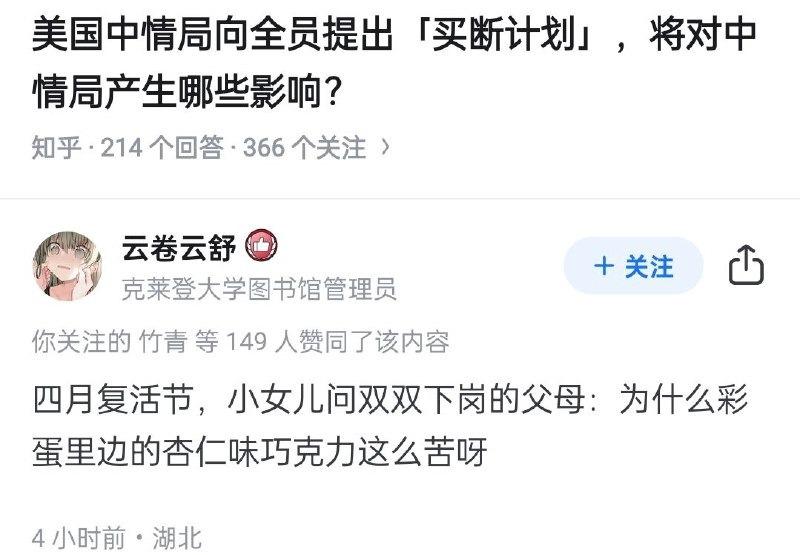 美国中情局向全员提出「买断计划」，将对中
情局产生哪些影响？
知乎 · 214 个回答 · 366 个关注 >
云卷云舒
+ 关注
克莱登大学图书馆管理员
你关注的 竹青 等 149 人赞同了该内容
四月复活节，小女儿问双双下岗的父母：为什么彩
蛋里边的杏仁味巧克力这么苦呀
4 小时前 · 湖北